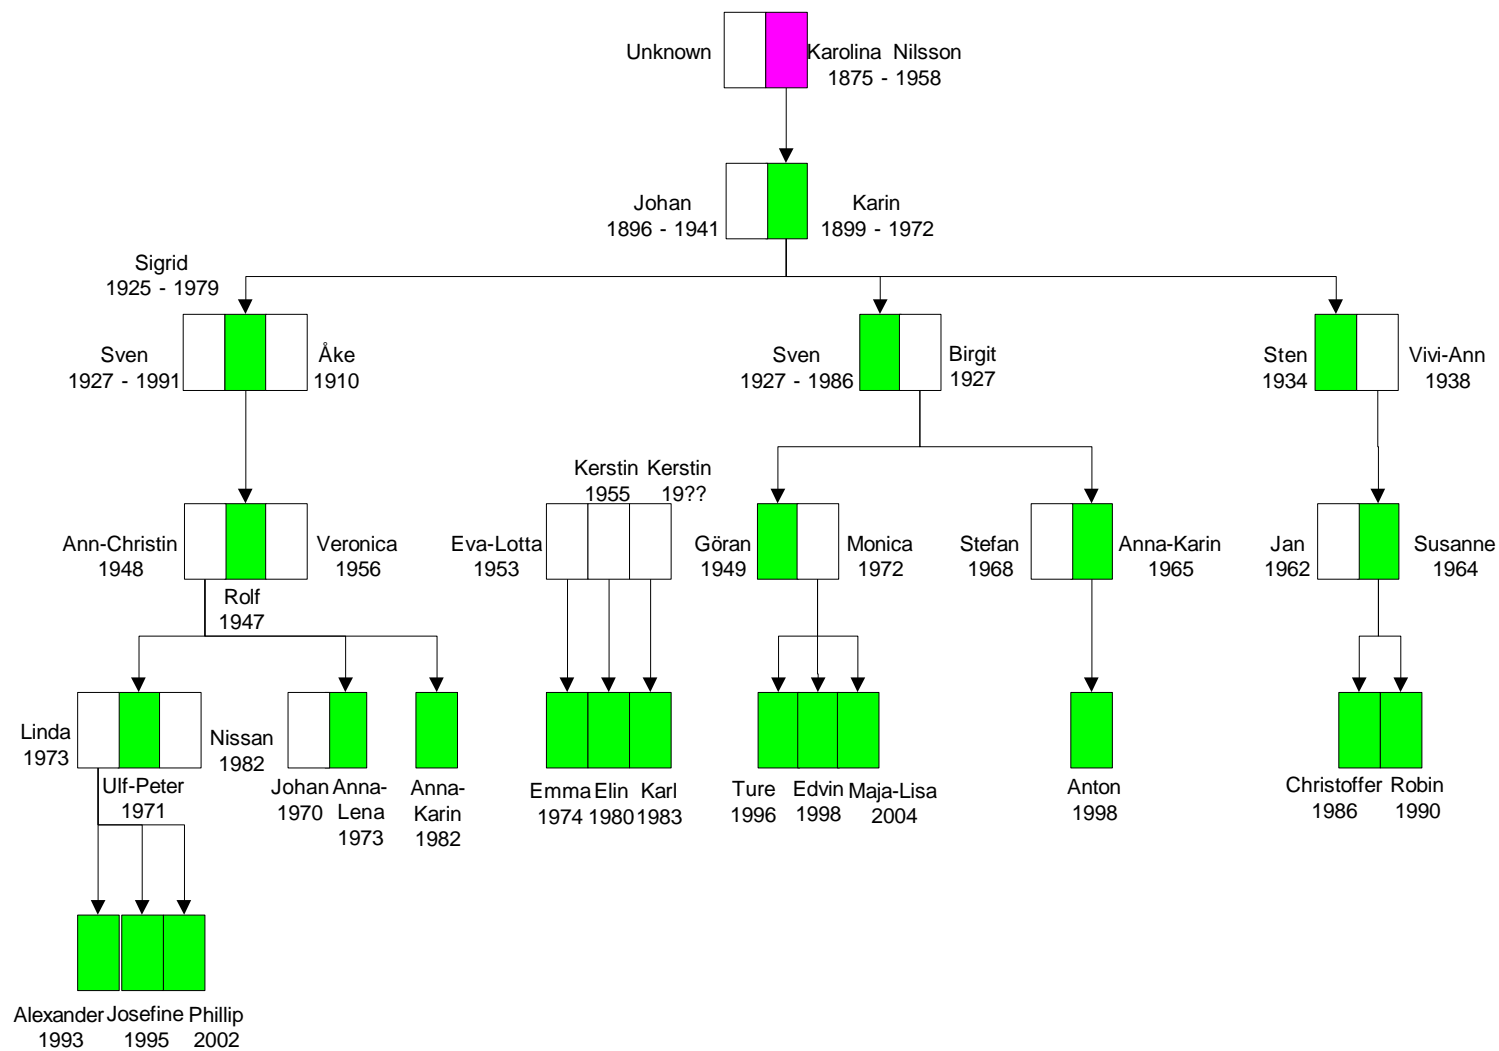 Unknown
Karolina Nilsson
1875 - 1958
Johan
1896 - 1941
Karin
1899 - 1972
Sigrid
1925 - 1979
Sven
1927 - 1991
Åke
1910
Sven
1927 - 1986
Birgit
1927
Sten
1934
Vivi-Ann
1938
Ann-Christin
1948
Veronica
1956
Rolf
1947
Eva-Lotta
1953
Kerstin
1955
Kerstin
19??
Göran
1949
Monica
1972
Stefan
1968
Anna-Karin
1965
Jan
1962
Susanne
1964
Linda
1973
Ulf-Peter
1971
Nissan
1982
Johan
1970
Anna-
Lena
1973
Anna-
Karin
1982
Emma
1974
Elin
1980
Karl
1983
Ture
1996
Edvin
1998
Maja-Lisa
2004
Anton
1998
Christoffer
1986
Robin
1990
Alexander
1993
Josefine
1995
Phillip
2002